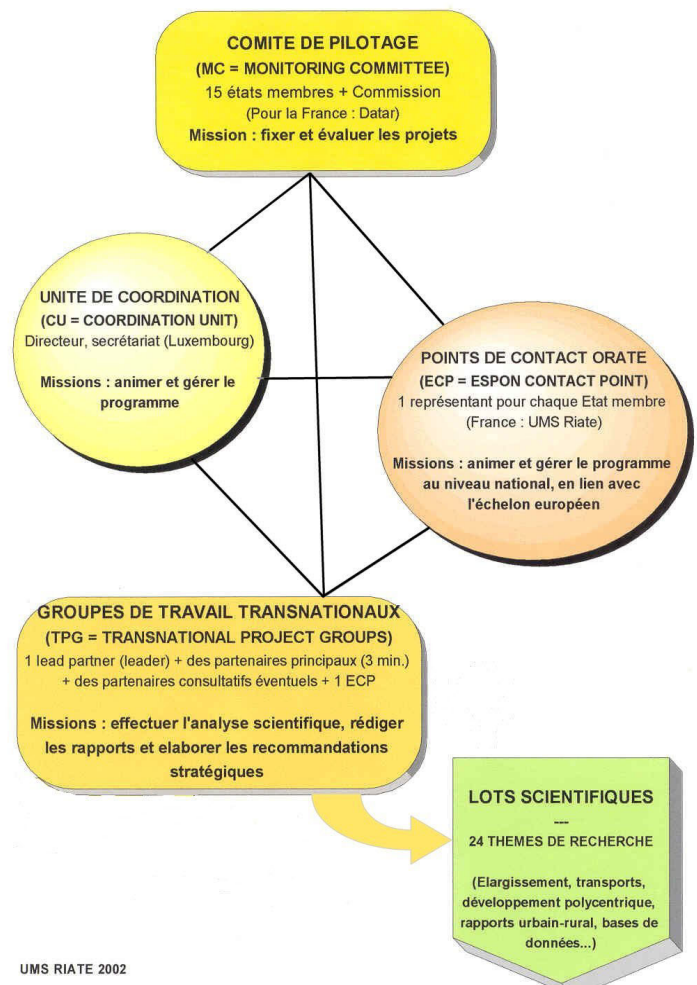 COMITE DE PILOTAGE
(MC = MONITORING COMMITTEE)
15 états membres + Commission
(Pour la France : Datar)
Mission : fixer et évaluer les projets
UNITE DE COORDINATION
(CU = COORDINATION UNIT)
Directeur, secrétariat (Luxembourg)
Missions : animer et gérer le
programme
POINTS DE CONTACT ORATE
(ECP = ESPON CONTACT POINT)
1 représentant pour chaque Etat membre
(France : UMS Riate)
Missions : animer et gérer le programme
au niveau national, en lien avec
l'échelon européen
GROUPES DE TRAVAIL TRANSNATIONAUX
(TPG = TRANSNATIONAL PROJECT GROUPS)
1 lead partner (leader) + des partenaires principaux (3 min.)
+ des partenaires consultatifs éventuels + 1 ECP
Missions : effectuer l'analyse scientifique, rédiger
les rapports et elaborer les recommandations
stratégiques
LOTS SCIENTIFIQUES
---
24 THEMES DE RECHERCHE
(Elargissement, transports,
développement polycentrique,
rapports urbain-rural, bases de
données...)
UMS RIATE 2002